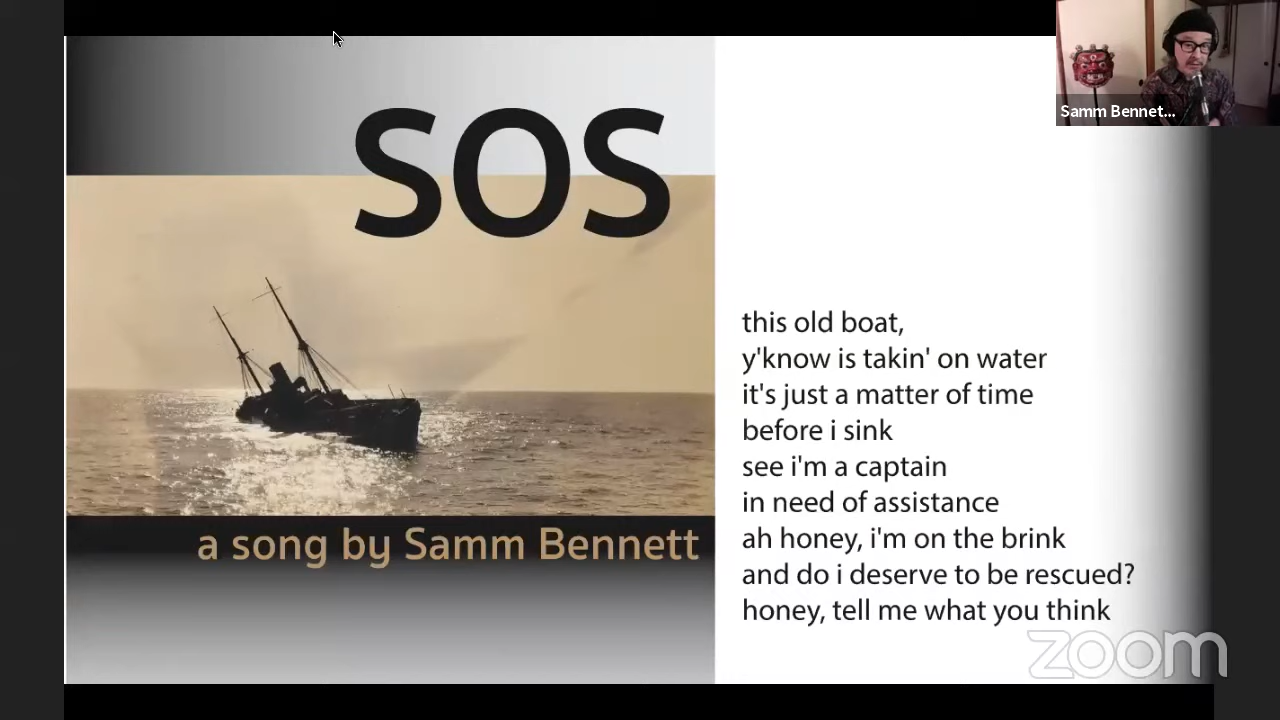 SOS
a song by Samm Bennett
this old boat,
y'know is takin' on water
it's just a matter of time
before i sink
see i'm a captain
in need of assistance
ah honey, i'm on the brink
and do i deserve to be rescued?
honey, tell me what you think
Samm Bennet...
zoom